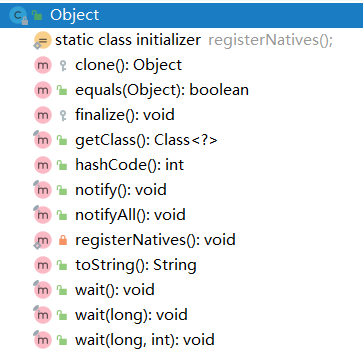 Object
static class initializer registerNatives();
clone(): Object
equals(Object): boolean
finalize(): void
getClass(): Class<?>
hashCode(): int
notify(): void
notifyAll(): void
registerNatives(): void
toString(): String
wait(): void
wait(long): void
wait(long, int): void